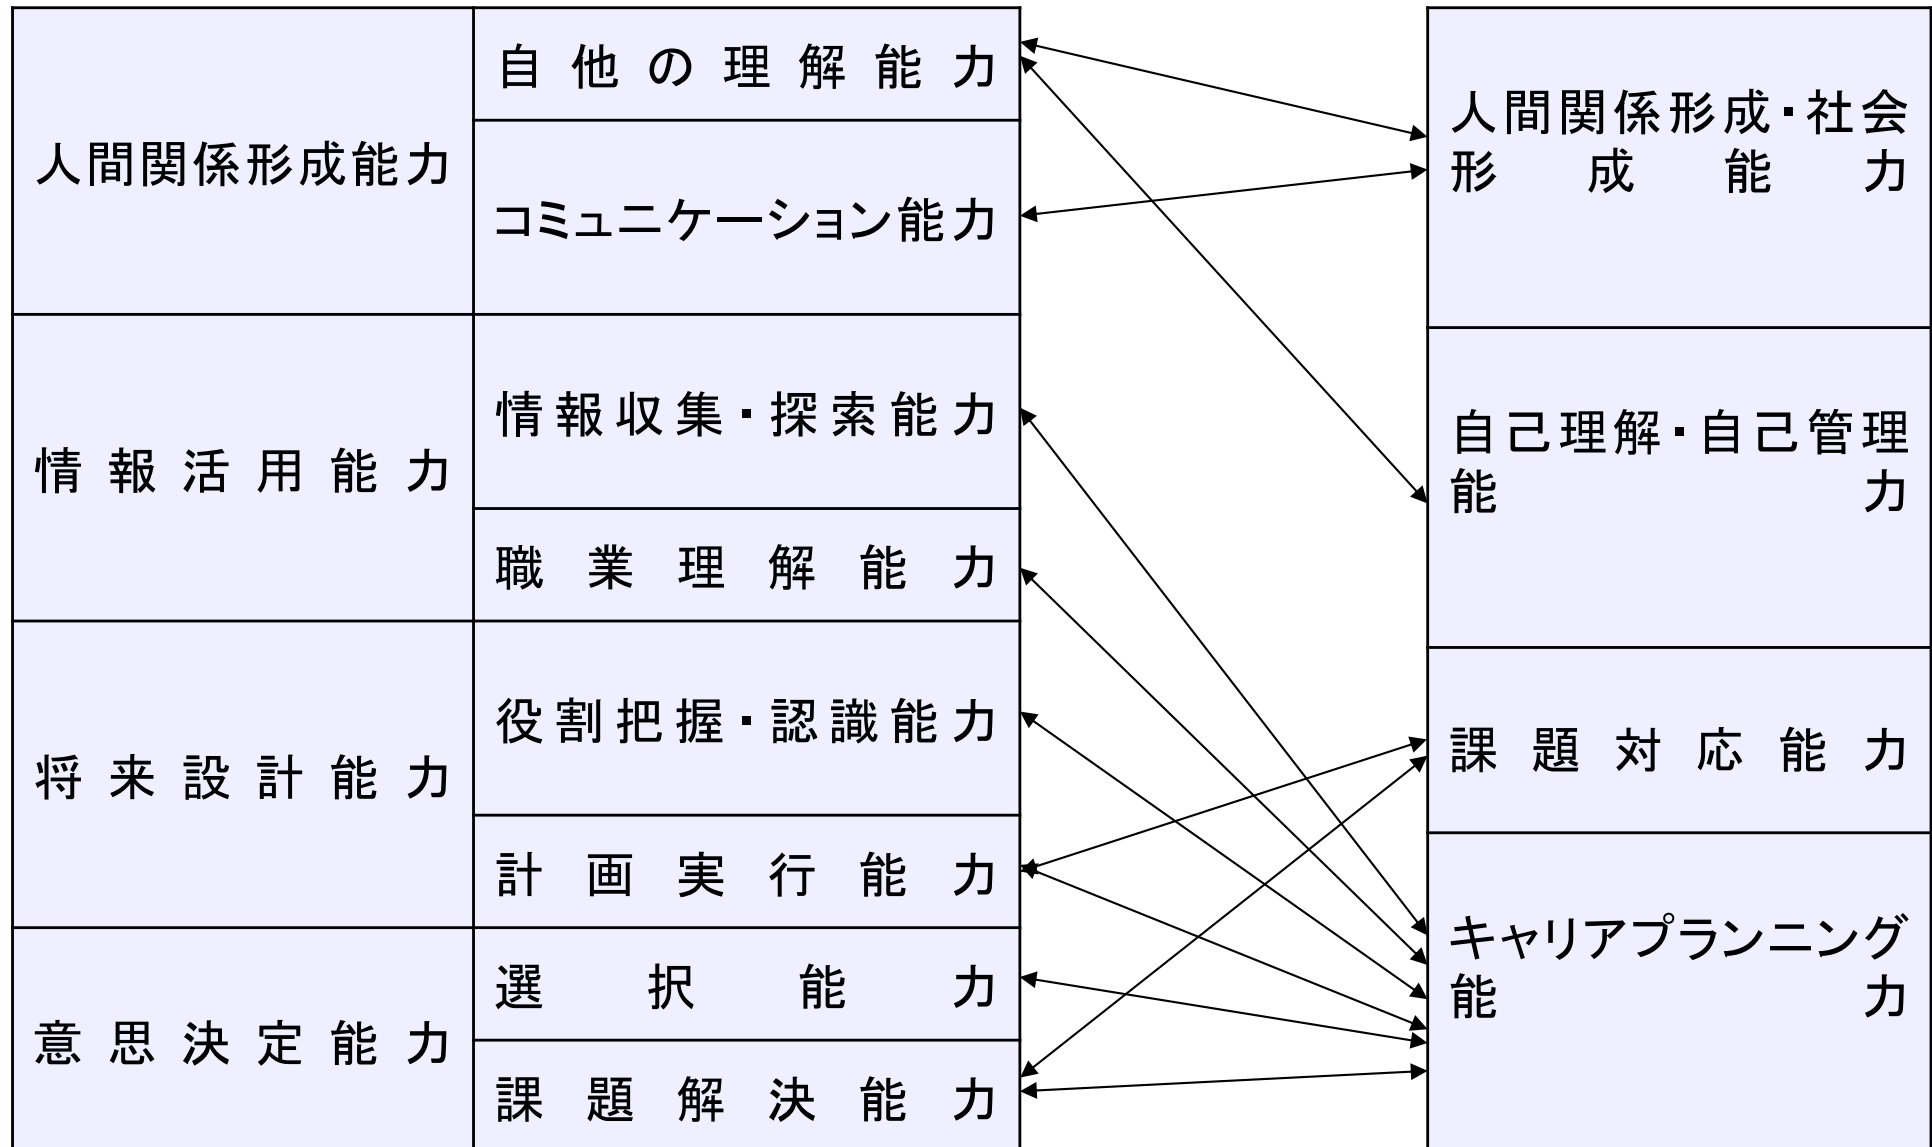 人間関係形成能力
自他の理解能力
コミュニケーション能力
情報活用能力
情報収集・探索能力
職業理解能力
将来設計能力
役割把握・認識能力
計画実行能力
意思決定能力
選択能力
課題解決能力
人間関係形成・社会
形成能力
自己理解・自己管理
能力
課題対応能力
キャリアプランニング
能力